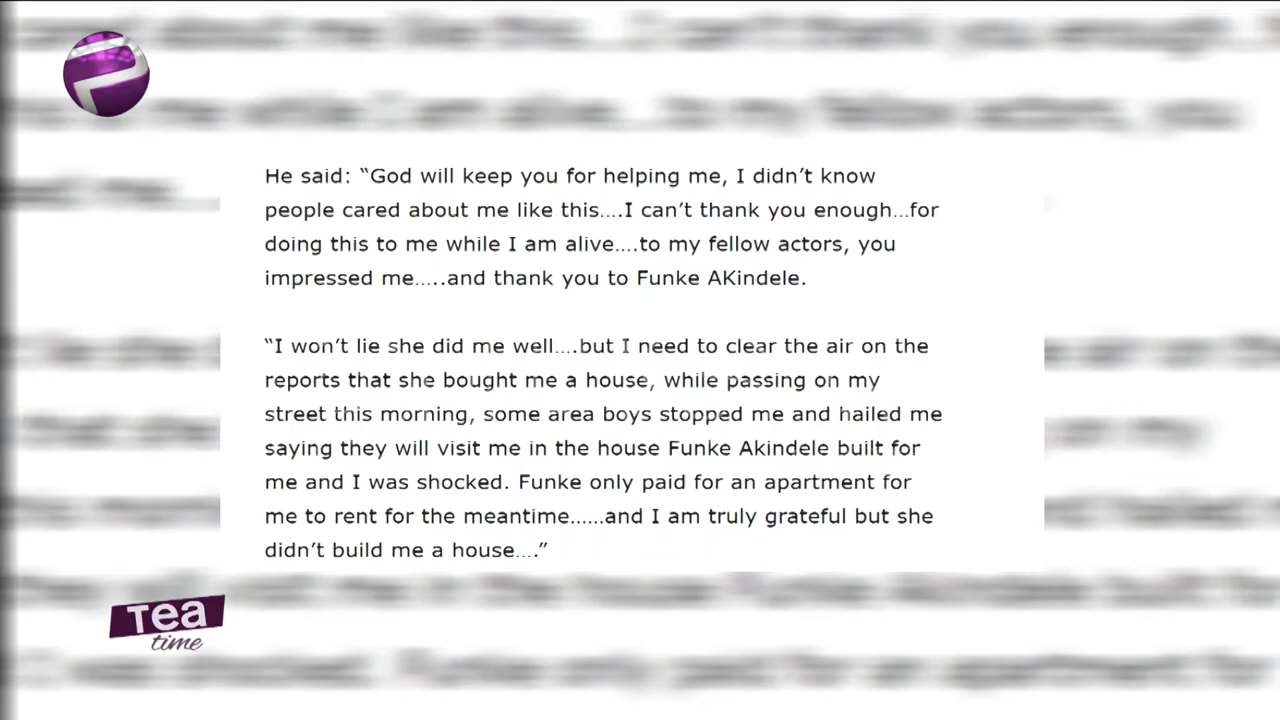 He said: “God will keep you for helping me, I didn’t know
people cared about me like this....I can’t thank you enough...for
doing this to me while I am alive....to my fellow actors, you
impressed me.....and thank you to Funke AKindele.
“I won’t lie she did me well....but I need to clear the air on the
reports that she bought me a house, while passing on my
street this morning, some area boys stopped me and hailed me
saying they will visit me in the house Funke Akindele built for
me and I was shocked. Funke only paid for an apartment for
me to rent for the meantime......and I am truly grateful but she
didn’t build me a house....”
Tea
time